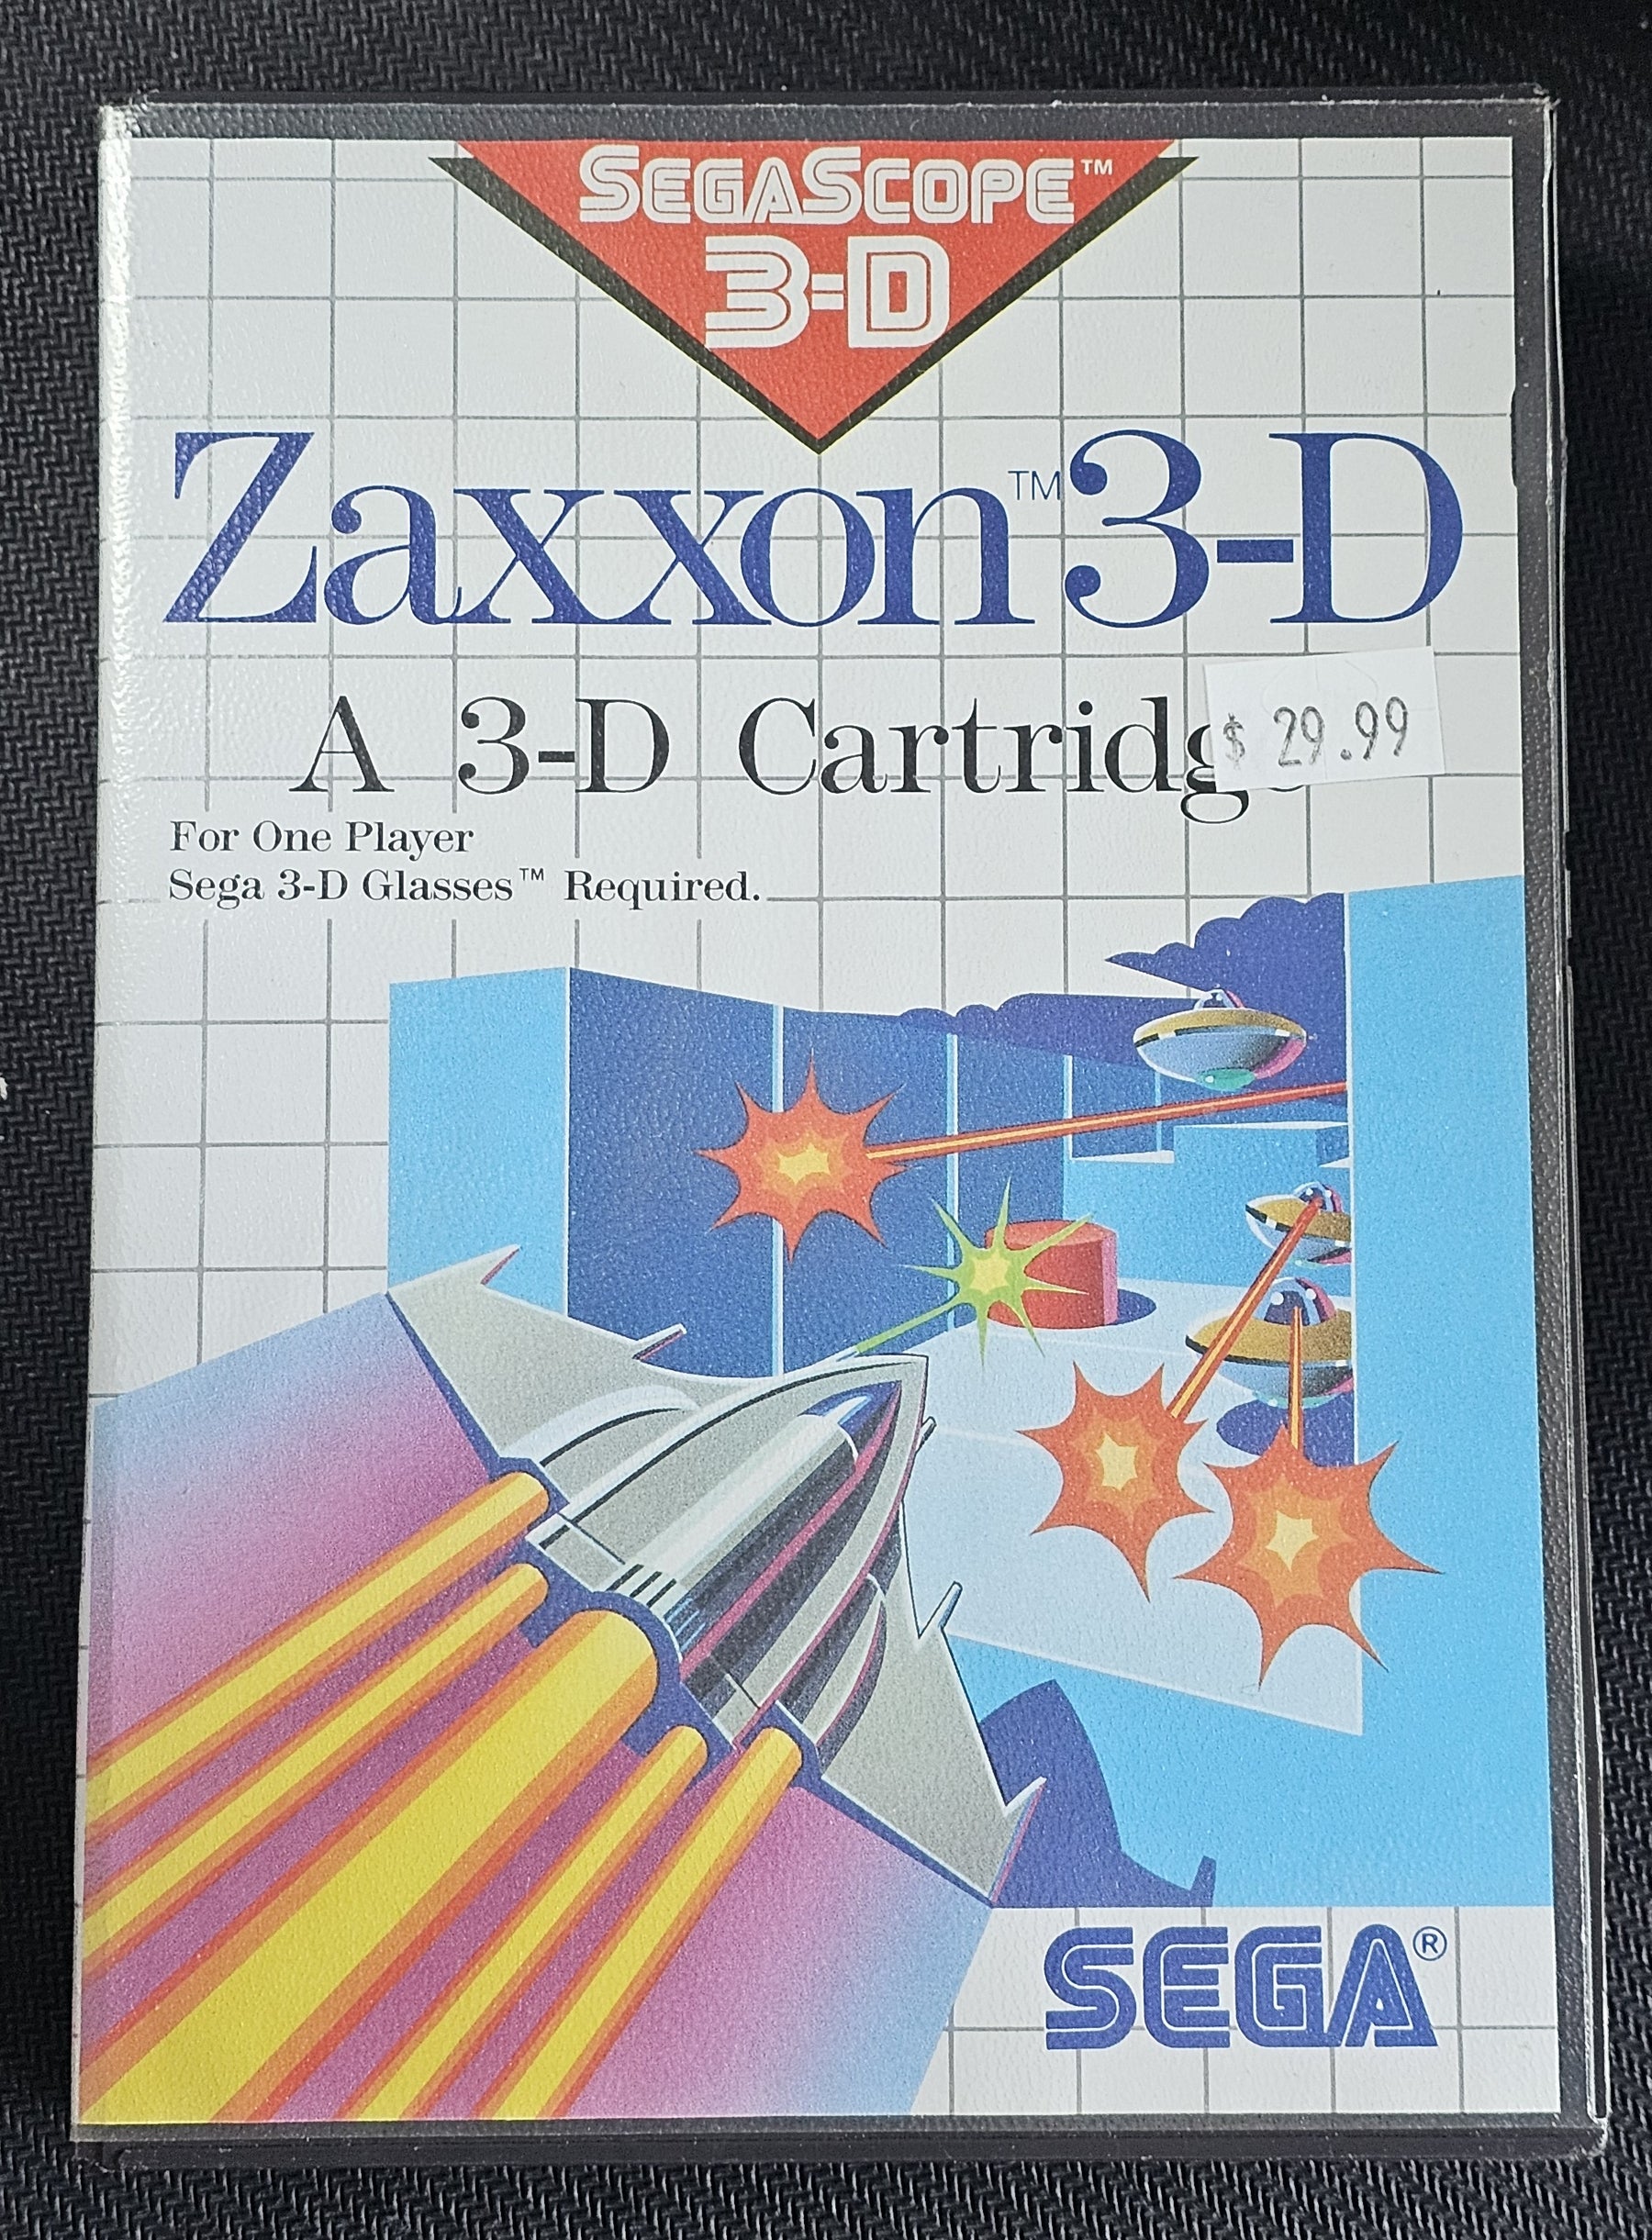 SEGASCOPE™
3-D
Zaxxon™ 3-D
A 3-D Cartridg
$ 29.99
For One Player
Sega 3-D Glasses™ Required.
SEGA®